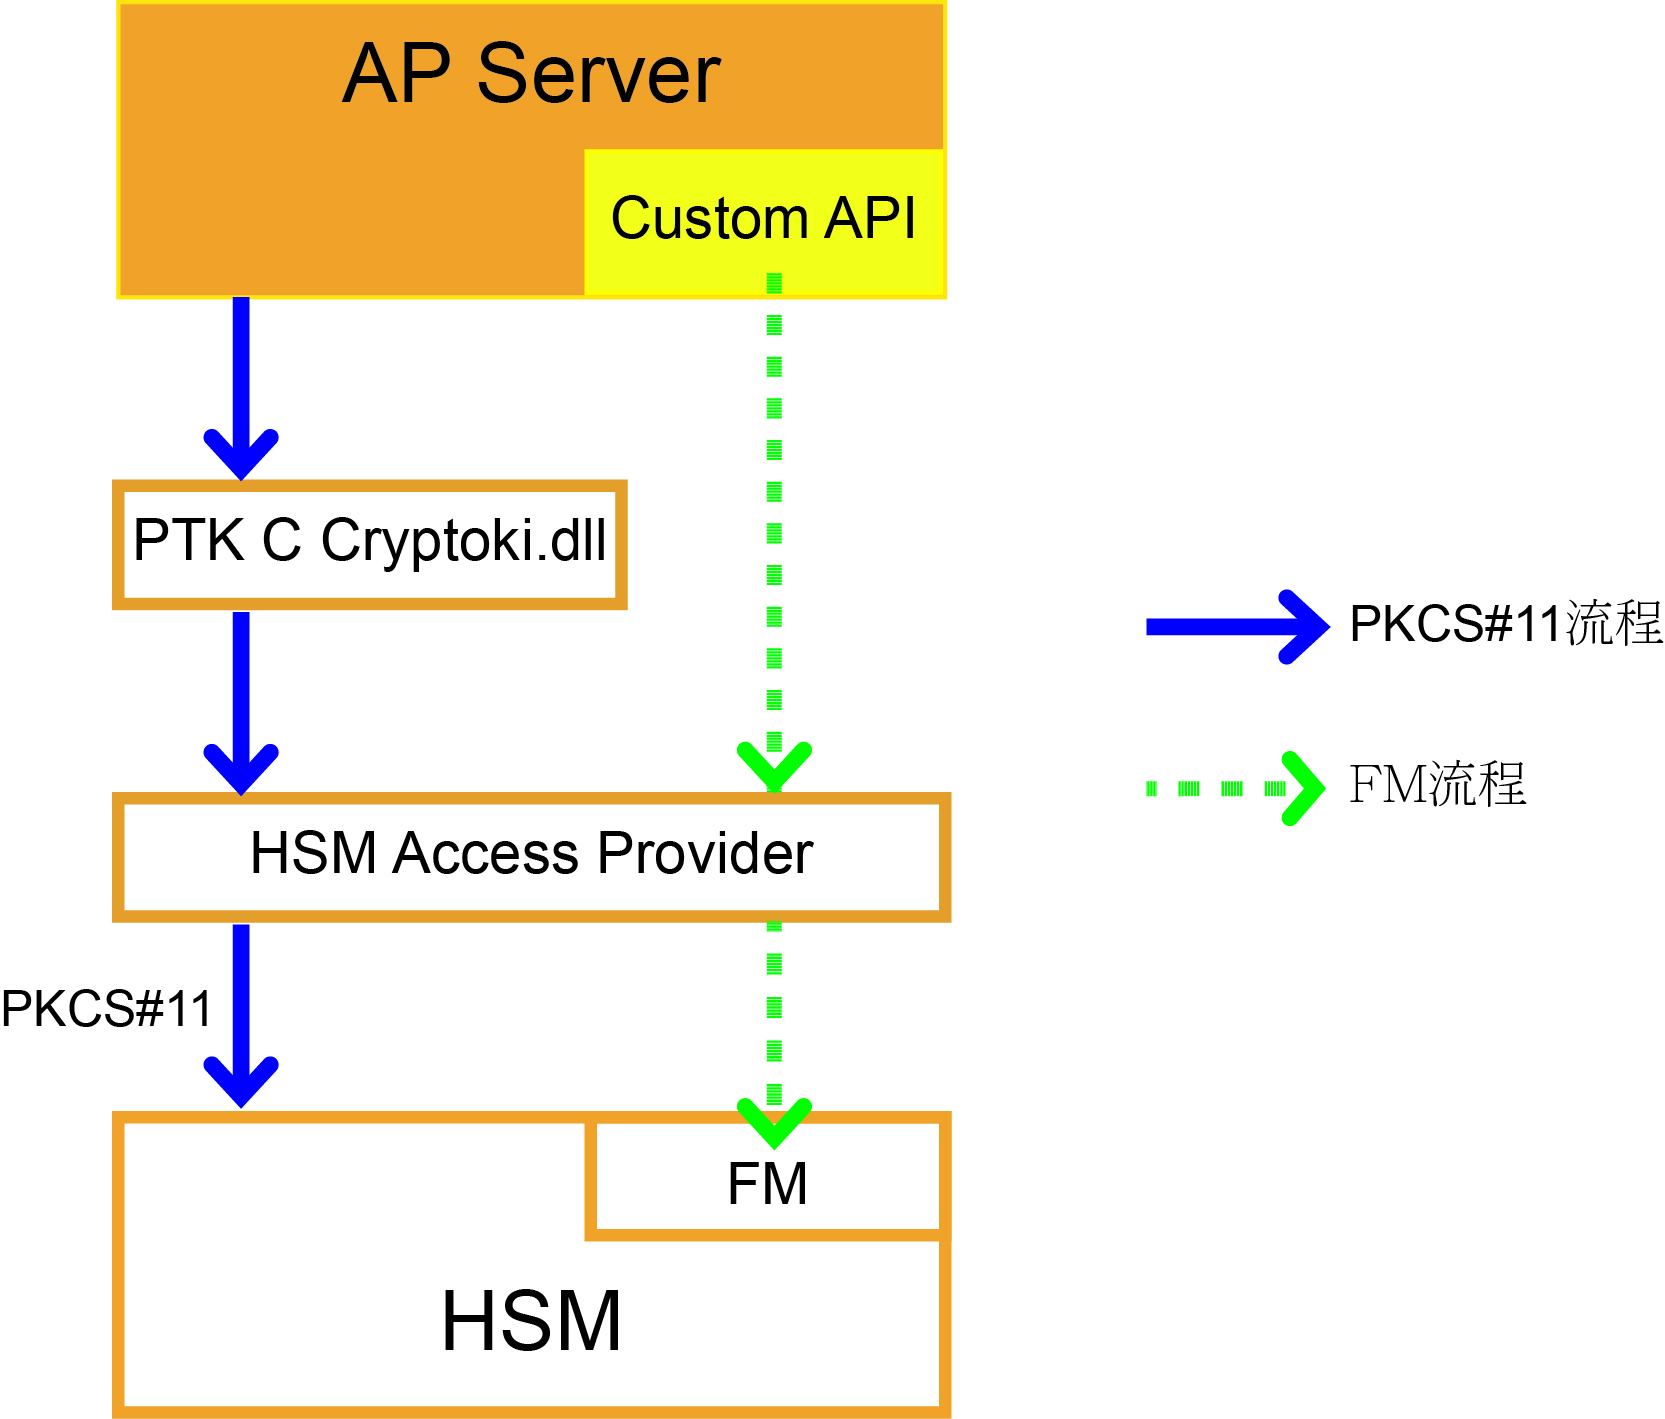 AP Server
Custom API
PTK C Cryptoki.dll
PKCS#11流程
FM流程
HSM Access Provider
PKCS#11
FM
HSM